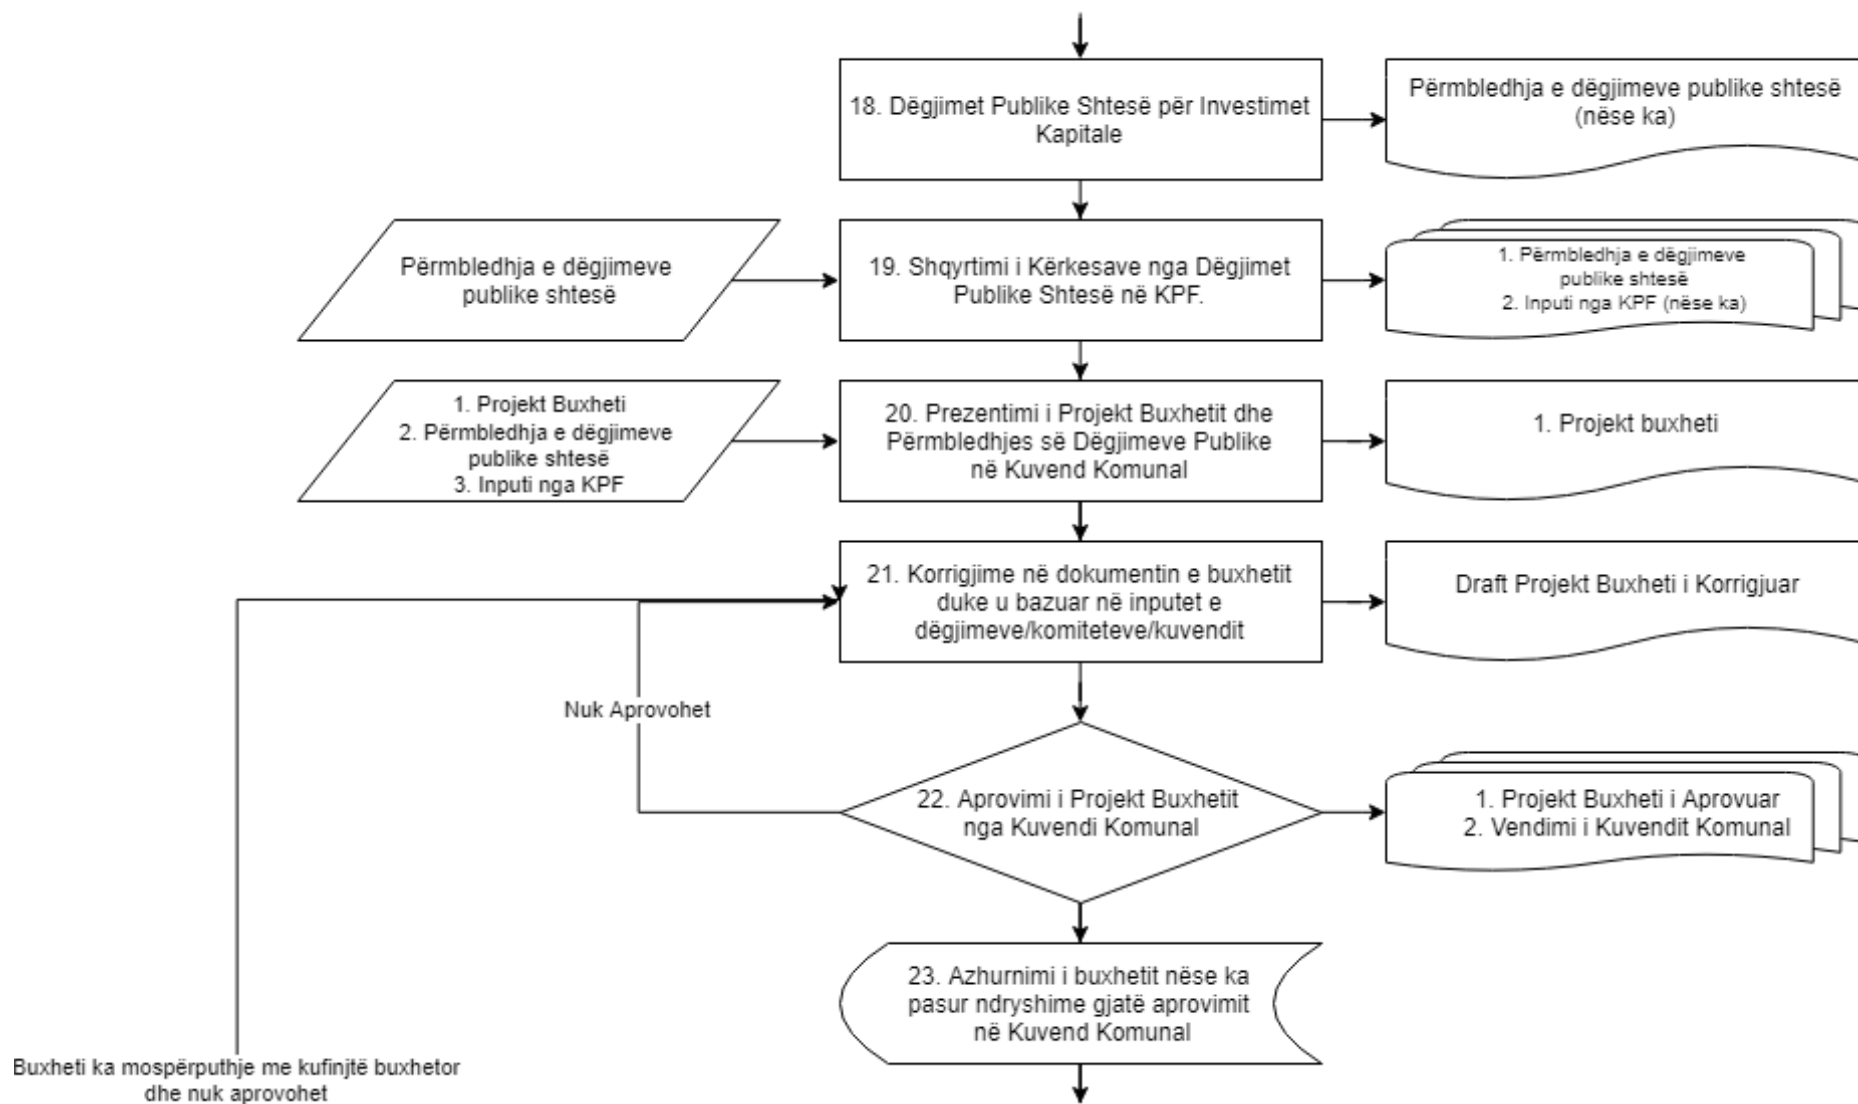 18. Dëgjimet Publike Shtesë për Investimet
Kapitale
Përmbledhja e dëgjimeve publike shtesë
(nëse ka)
Përmbledhja e dëgjimeve
publike shtesë
19. Shqyrtimi i Kërkesave nga Dëgjimet
Publike Shtesë në KPF.
1. Përmbledhja e dëgjimeve
publike shtesë
2. Inputi nga KPF (nëse ka)
1. Projekt Buxheti
2. Përmbledhja e dëgjimeve
publike shtesë
3. Inputi nga KPF
20. Prezentimi i Projekt Buxhetit dhe
Përmbledhjes së Dëgjimeve Publike
në Kuvend Komunal
1. Projekt buxheti
21. Korrigjime në dokumentin e buxhetit
duke u bazuar në inputet e
dëgjimeve/komiteteve/kuvendit
Draft Projekt Buxheti i Korrigjuar
Nuk Aprovohet
22. Aprovimi i Projekt Buxhetit
nga Kuvendi Komunal
1. Projekt Buxheti i Aprovuar
2. Vendimi i Kuvendit Komunal
23. Azhurnimi i buxhetit nëse ka
pasur ndryshime gjatë aprovimit
në Kuvend Komunal
Buxheti ka mospërputhje me kufinjtë buxhetor
dhe nuk aprovohet